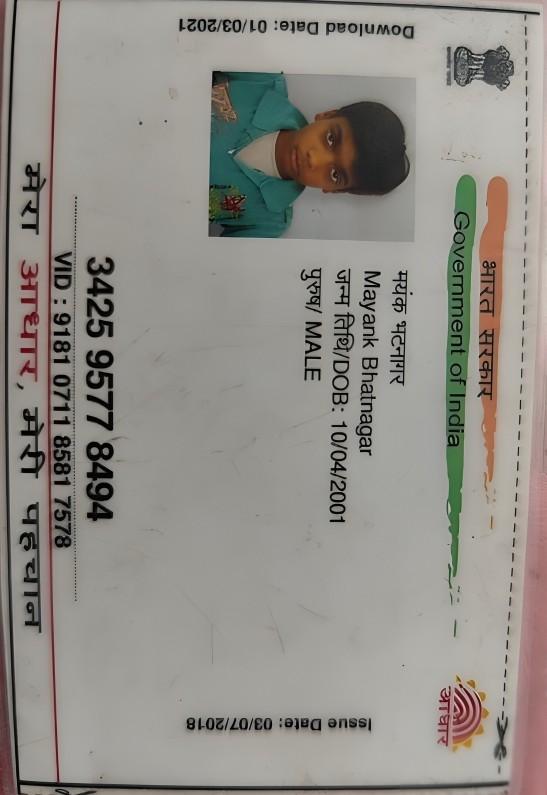 भारत सरकार
Government of India
Download Date: 01/03/2021
मयंक भटनागर
Mayank Bhatnagar
जन्म तिथि/DOB: 10/04/2001
पुरुष/ MALE
Issue Date: 03/07/2018
आधार
3425 9577 8494
VID : 9181 0711 8581 7578
मेरा आधार, मेरी पहचान